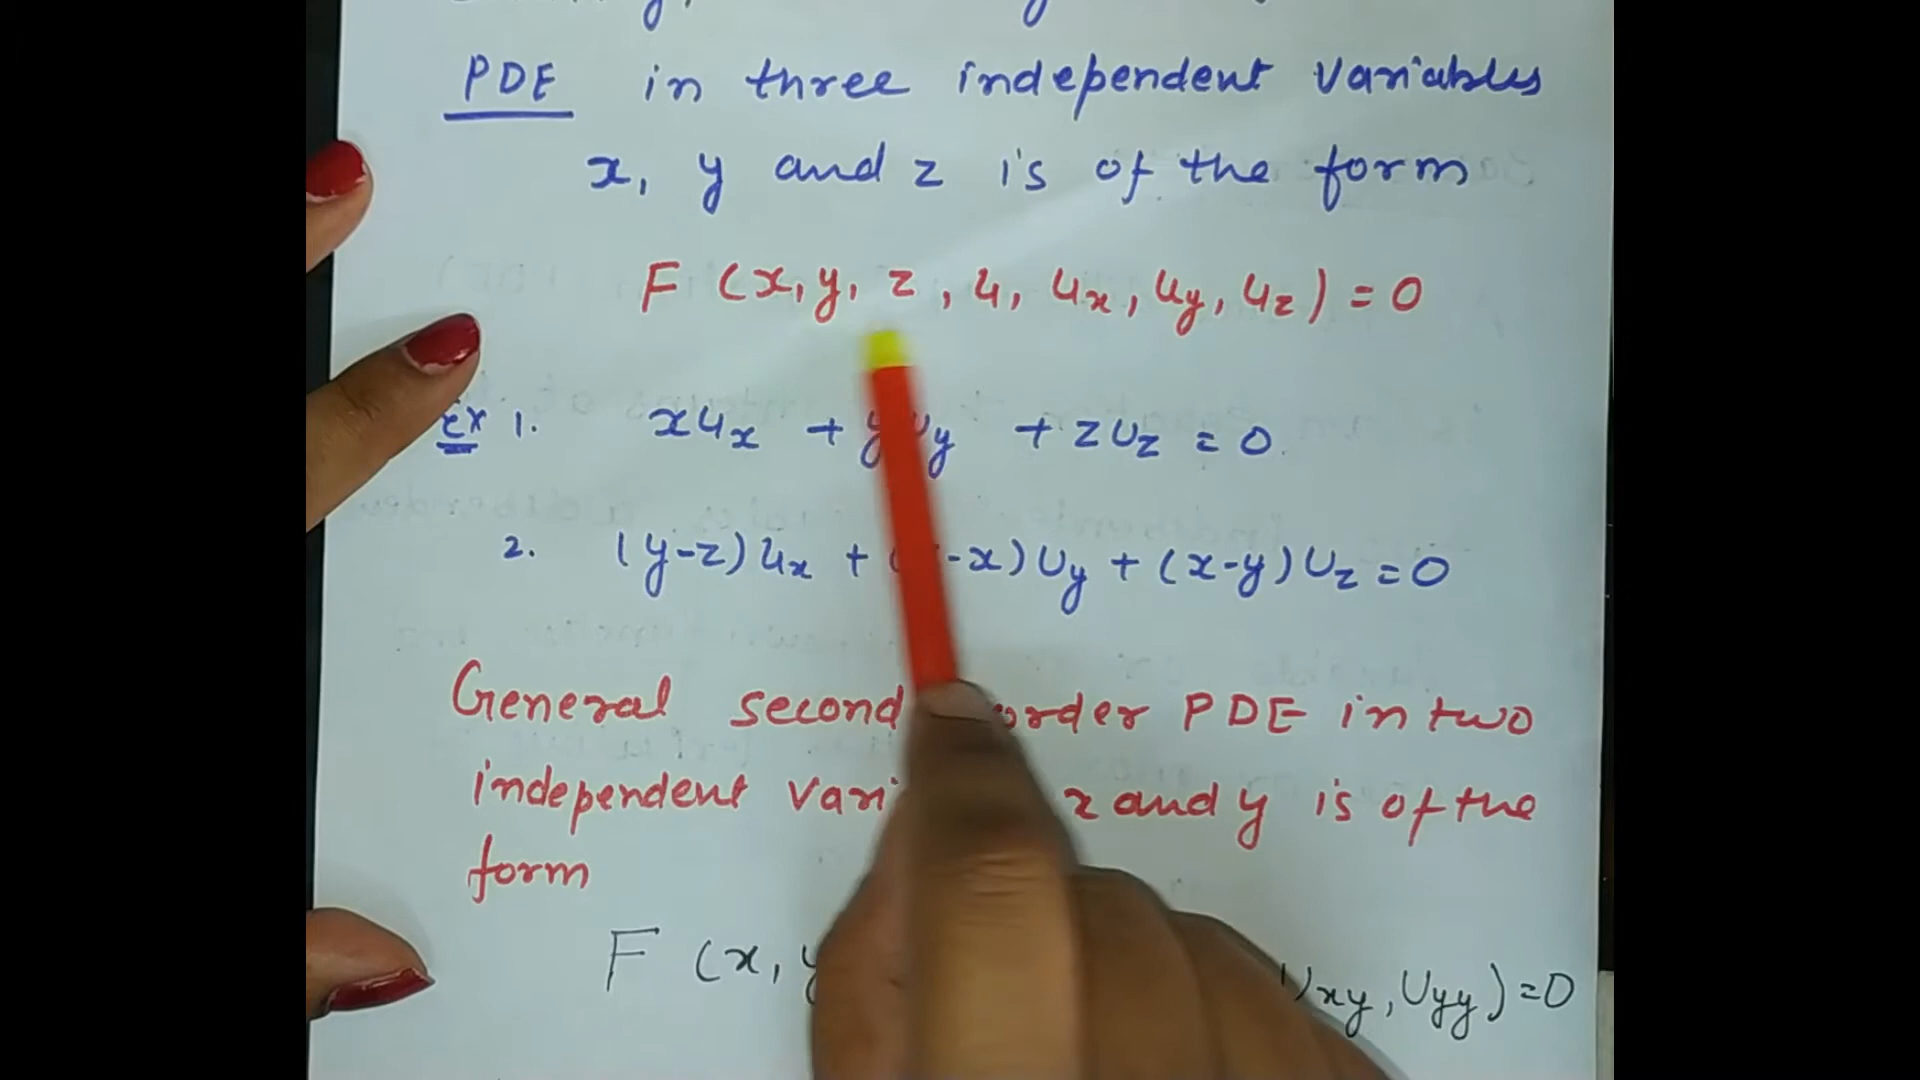 PDE in three independent variables
x, y and z is of the form
F (x, y, z, u, ux, uy, uz) = 0
Ex 1. xux + yuy + zuz = 0.
2. (y-z) ux + ( -x) uy + (x-y) uz = 0
General second order PDE in two
independent x and y is of the
form
F (x, y uxy, uyy) = 0